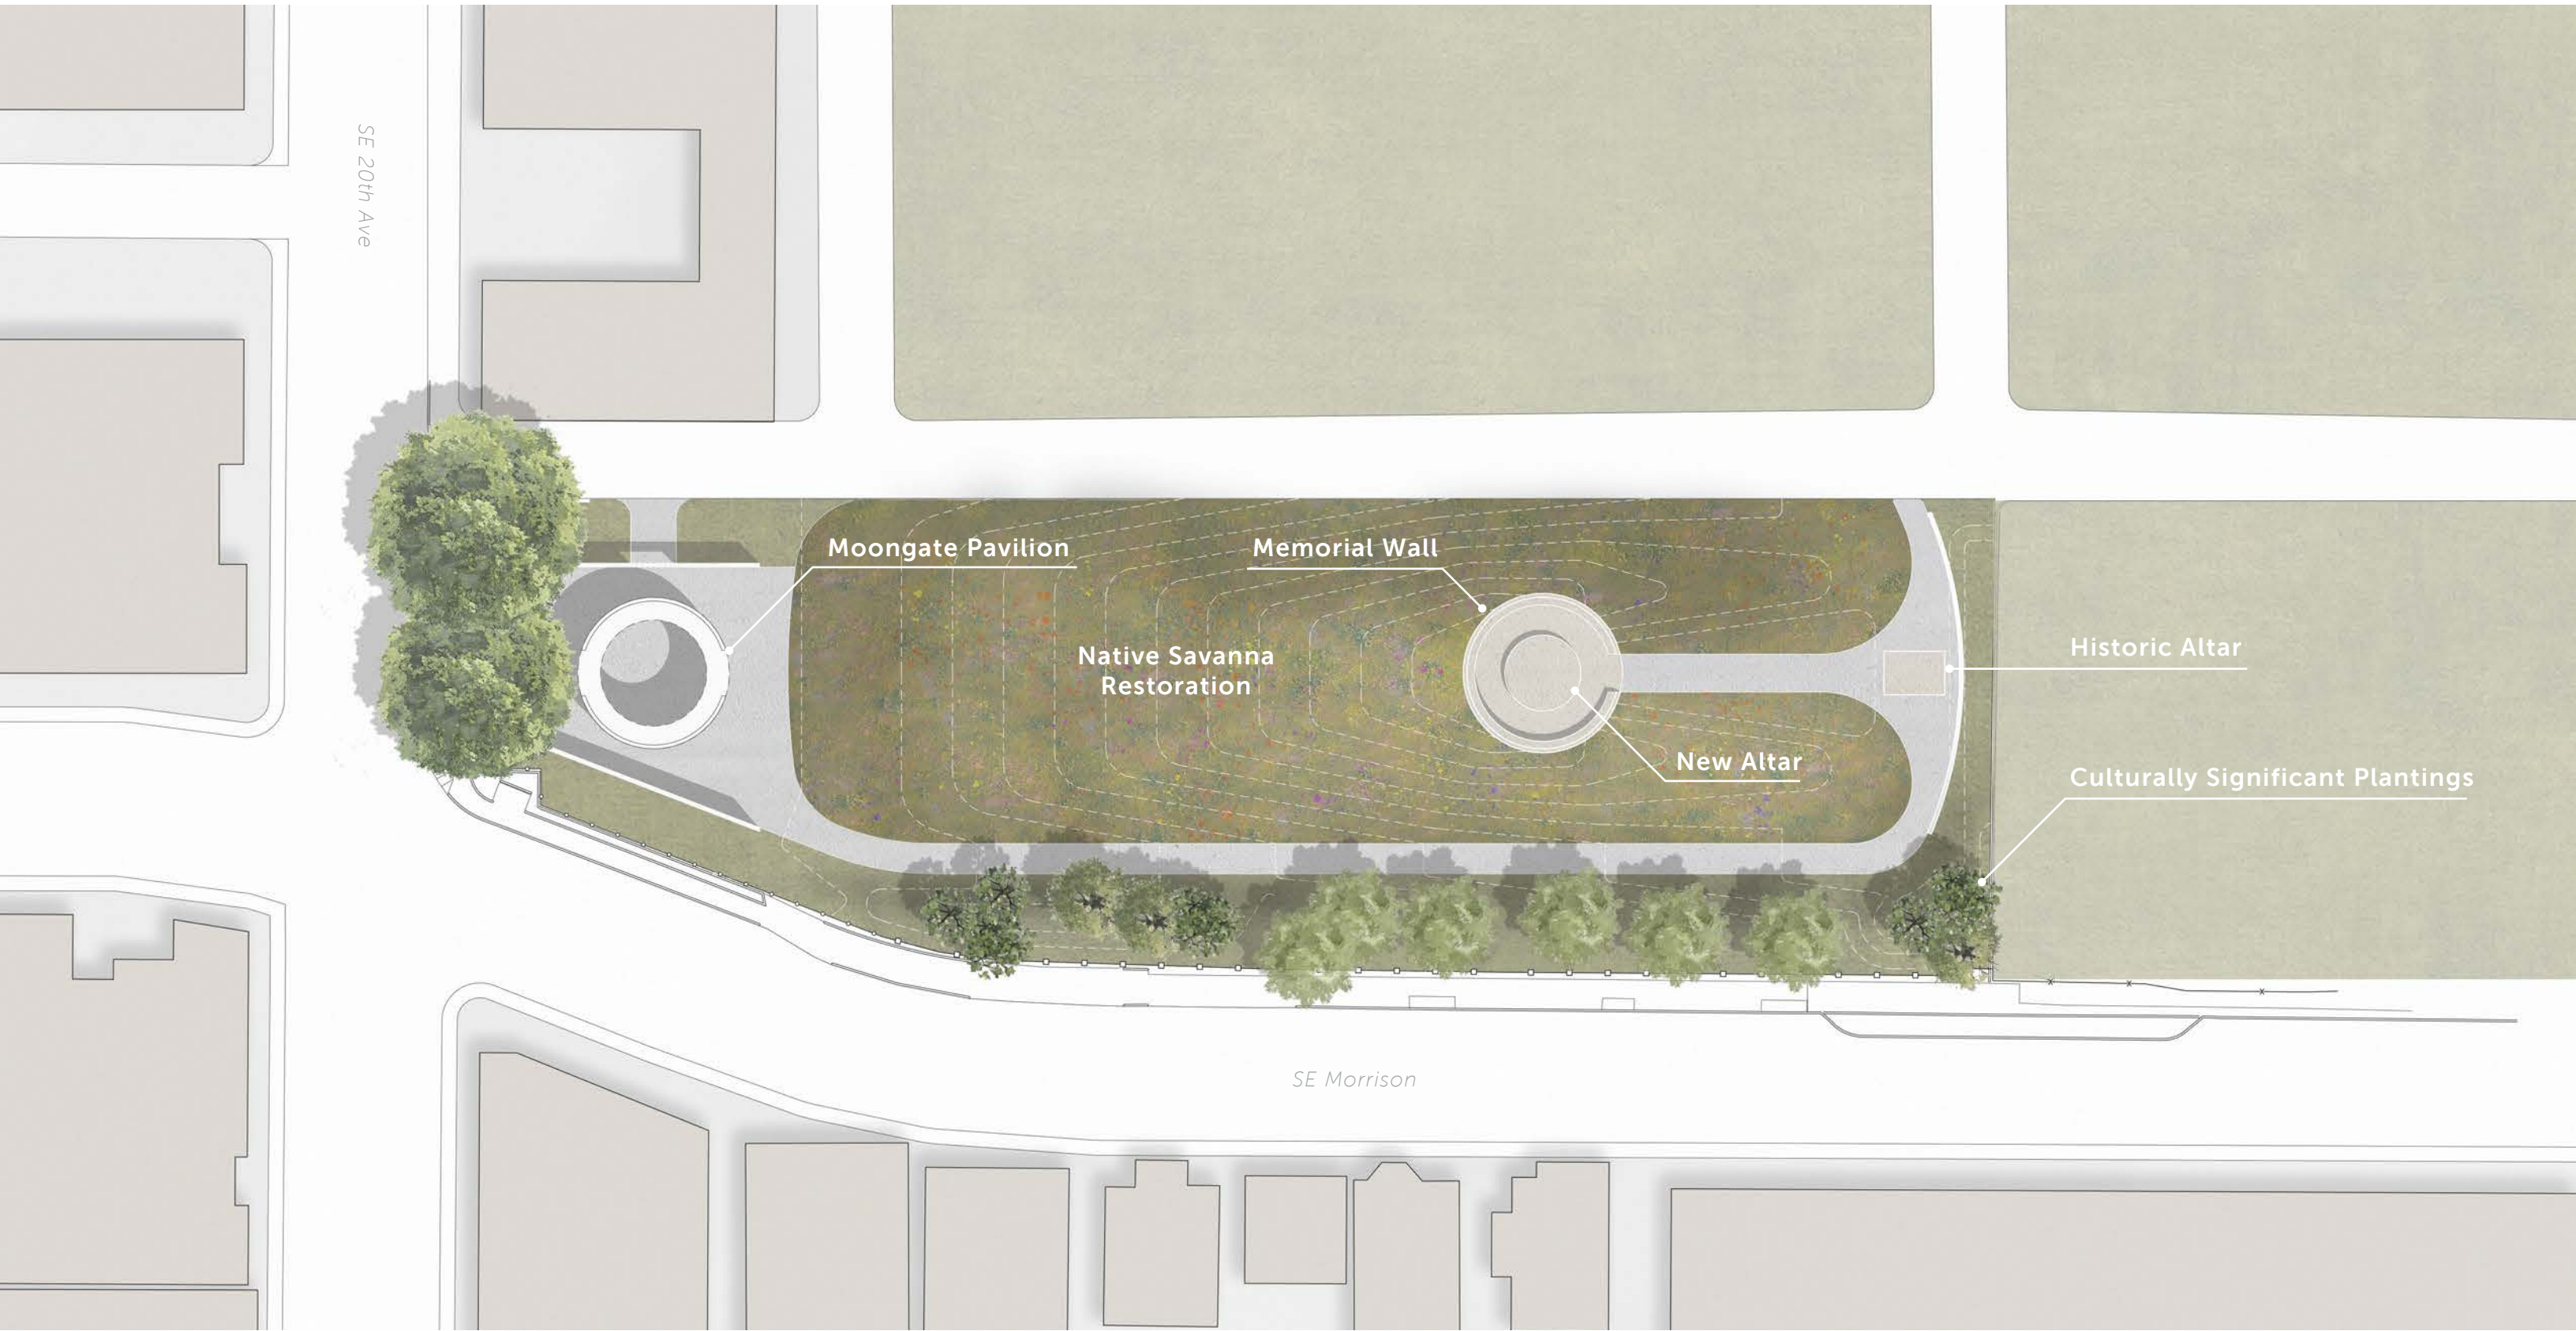 SE 20th Ave
Moongate Pavilion
Memorial Wall
Native Savanna
Restoration
Historic Altar
New Altar
Culturally Significant Plantings
SE Morrison